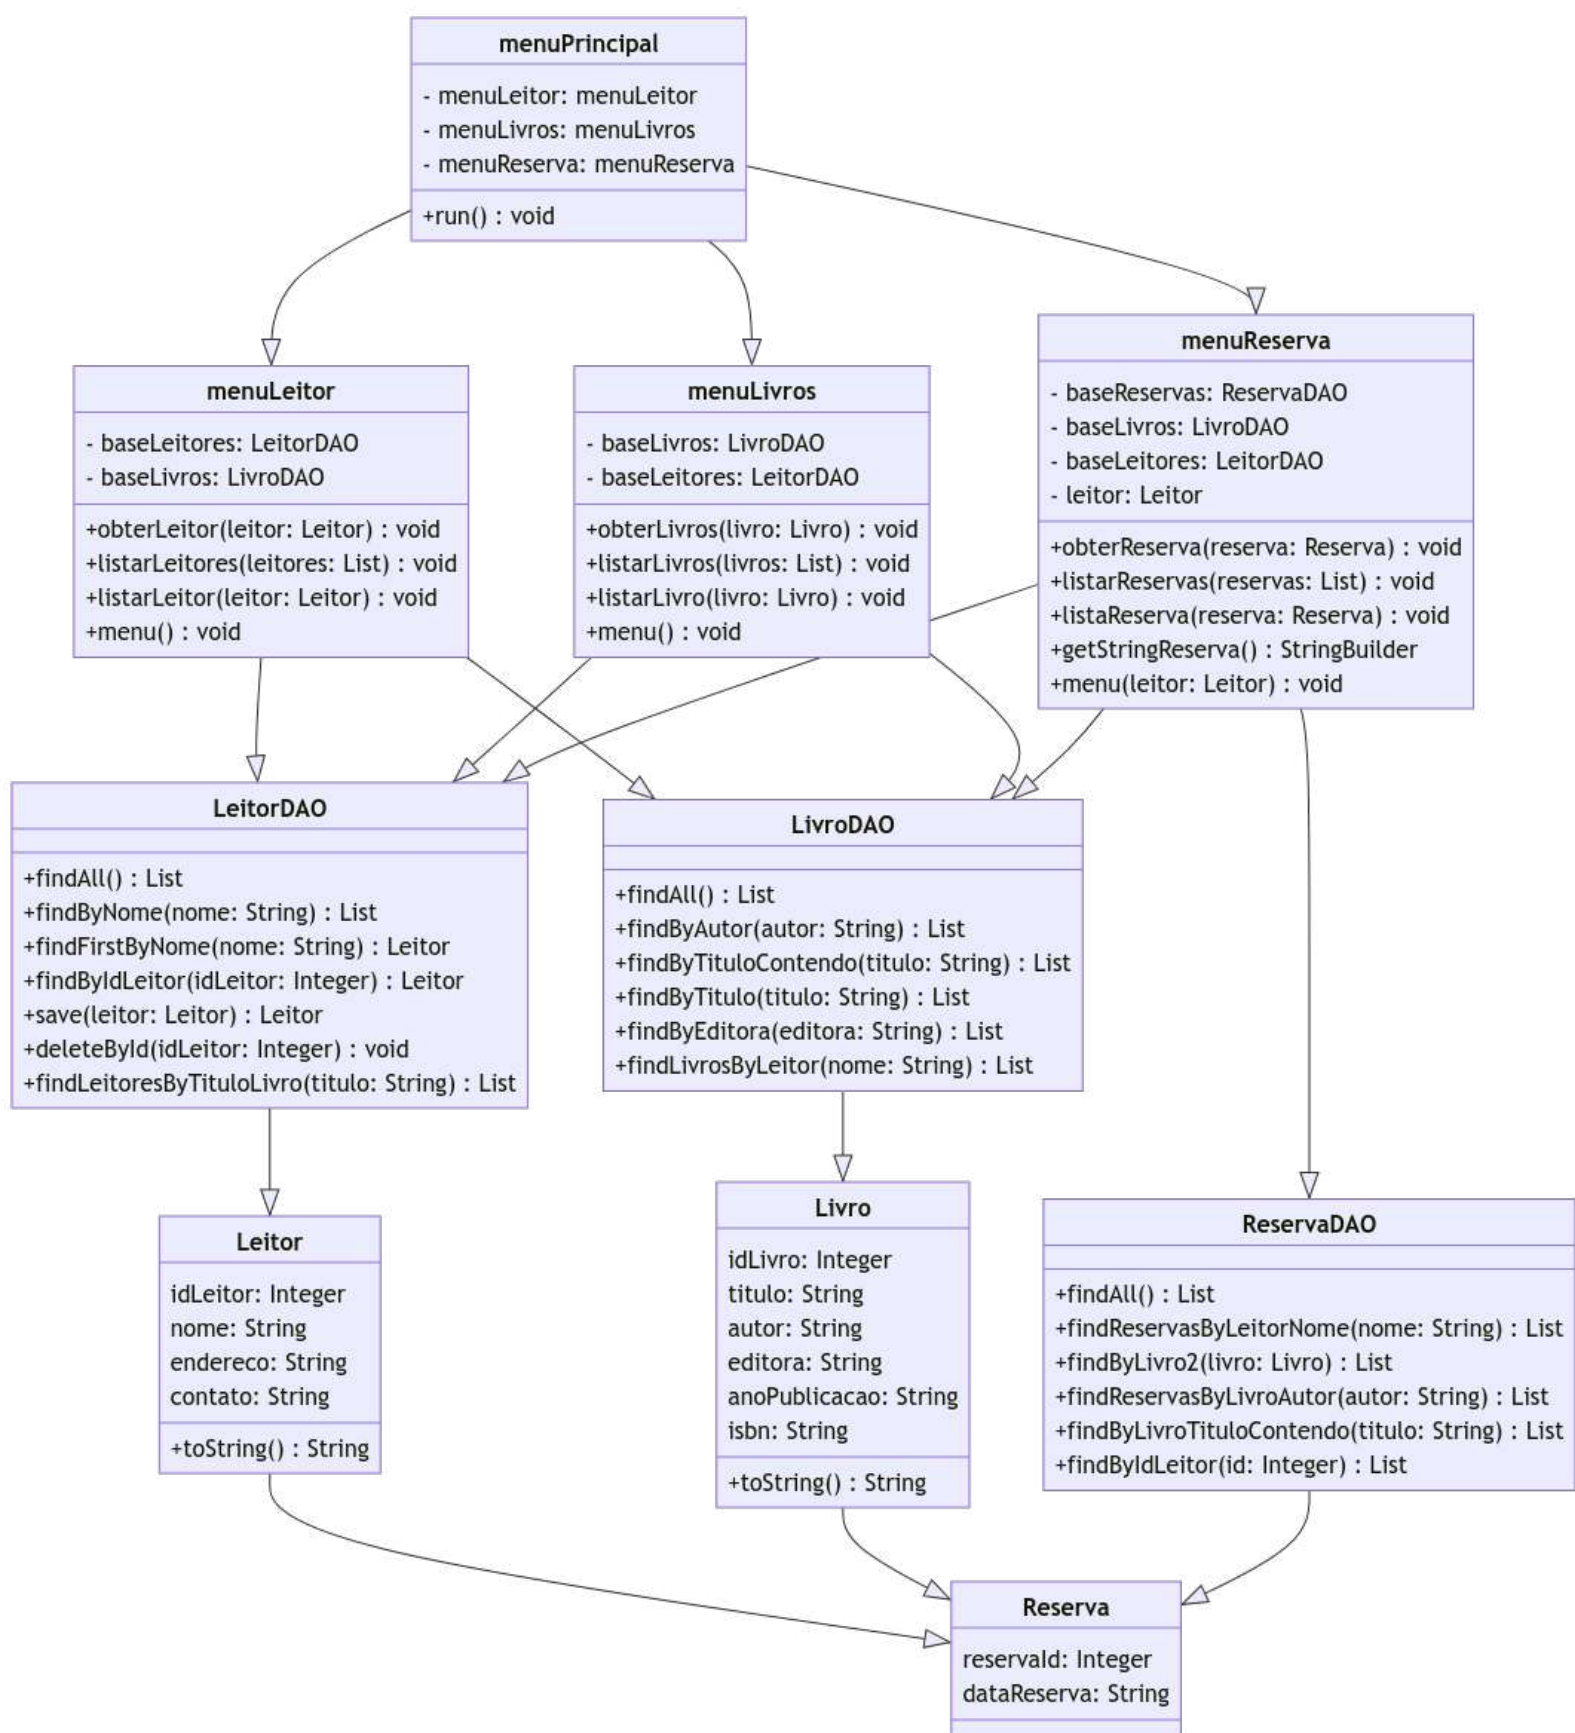 menuPrincipal
- menuLeitor: menuLeitor
- menuLivros: menuLivros
- menuReserva: menuReserva
+run() : void
menuLeitor
- baseLeitores: LeitorDAO
- baseLivros: LivroDAO
+obterLeitor(leitor: Leitor) : void
+listarLeitores(leitores: List) : void
+listarLeitor(leitor: Leitor) : void
+menu() : void
menuLivros
- baseLivros: LivroDAO
- baseLeitores: LeitorDAO
+obterLivros(livro: Livro) : void
+listarLivros(livros: List) : void
+listarLivro(livro: Livro) : void
+menu() : void
menuReserva
- baseReservas: ReservaDAO
- baseLivros: LivroDAO
- baseLeitores: LeitorDAO
- leitor: Leitor
+obterReserva(reserva: Reserva) : void
+listarReservas(reservas: List) : void
+listaReserva(reserva: Reserva) : void
+getStringReserva() : StringBuilder
+menu(leitor: Leitor) : void
LeitorDAO
+findAll() : List
+findByNome(nome: String) : List
+findFirstByNome(nome: String) : Leitor
+findByIdLeitor(idLeitor: Integer) : Leitor
+save(leitor: Leitor) : Leitor
+deleteById(idLeitor: Integer) : void
+findLeitoresByTituloLivro(titulo: String) : List
LivroDAO
+findAll() : List
+findByAutor(autor: String) : List
+findByTituloContendo(titulo: String) : List
+findByTitulo(titulo: String) : List
+findByEditora(editora: String) : List
+findLivrosByLeitor(nome: String) : List
Leitor
idLeitor: Integer
nome: String
endereco: String
contato: String
+toString() : String
Livro
idLivro: Integer
titulo: String
autor: String
editora: String
anoPublicacao: String
isbn: String
+toString() : String
ReservaDAO
+findAll() : List
+findReservasByLeitorNome(nome: String) : List
+findByLivro2(livro: Livro) : List
+findReservasByLivroAutor(autor: String) : List
+findByLivroTituloContendo(titulo: String) : List
+findByIdLeitor(id: Integer) : List
Reserva
reservaId: Integer
dataReserva: String